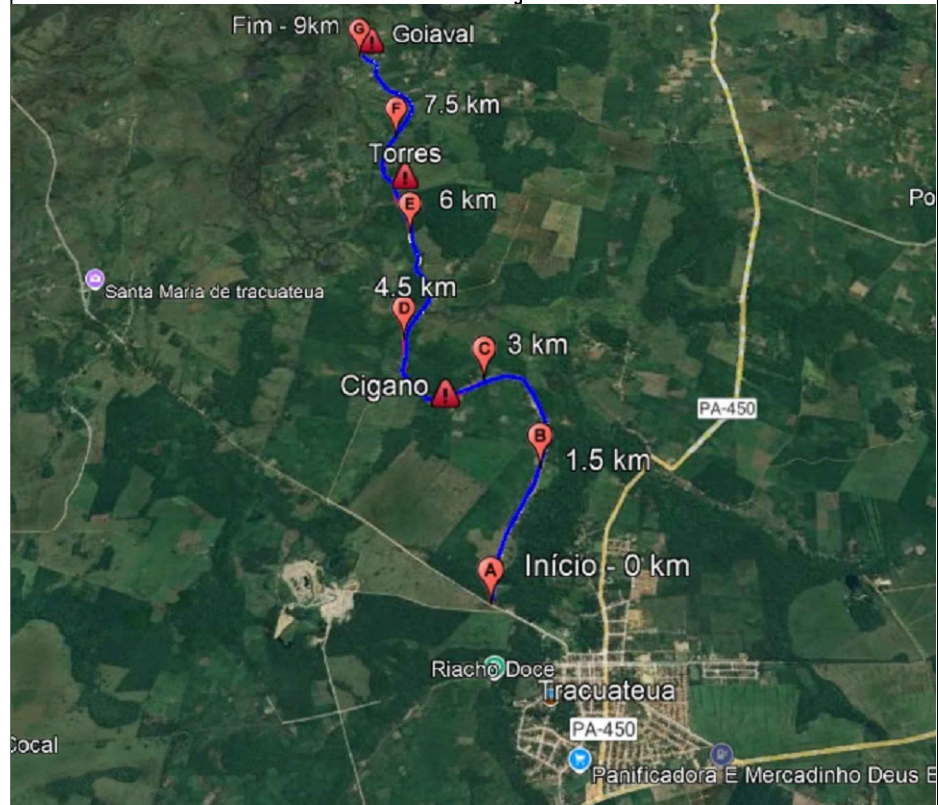 Fim - 9km
G
Goiaval
F
7.5 km
Torres
E
6 km
Po
Santa Maria de tracuateua
4.5 km
D
C
3 km
Cigano
PA-450
B
1.5 km
A
Início - 0 km
Riacho Doce
Tracuateua
PA-450
Cocal
Panificadora E Mercadinho Deus E